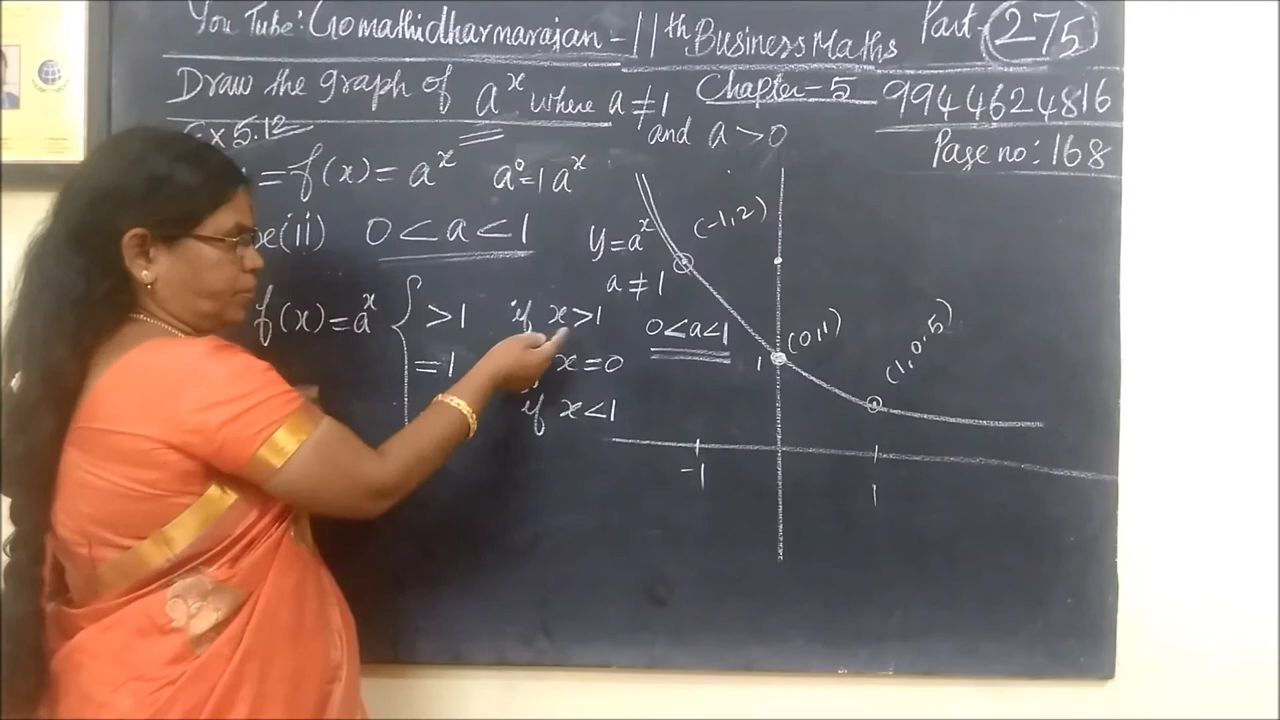 You Tube: Gomathidharmarajan - 11th Business Maths Part - 275
Draw the graph of a^x where a ≠ 1 and a > 0
Chapter - 5
9944624816
Ex 5.12
Page no: 168
= f(x) = a^x a^0 = 1 a^x
(ii) 0 < a < 1
f(x) = a^x { > 1 if x > 1
= 1 x = 0
if x < 1
y = a^x
a ≠ 1
0 < a < 1
(-1, 2)
1 (0, 1)
(1, 0.5)
-1 1